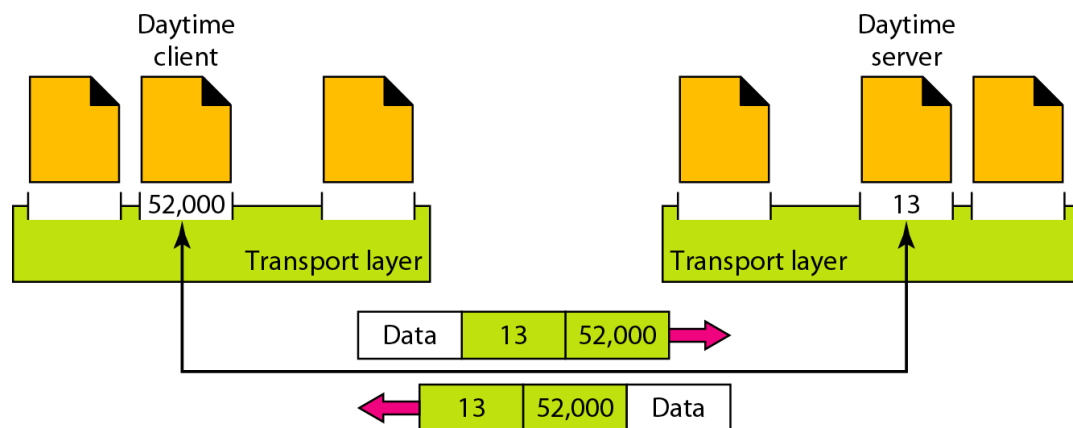 Daytime
client
Daytime
server
52,000
13
Transport layer
Transport layer
Data 13 52,000
13 52,000 Data